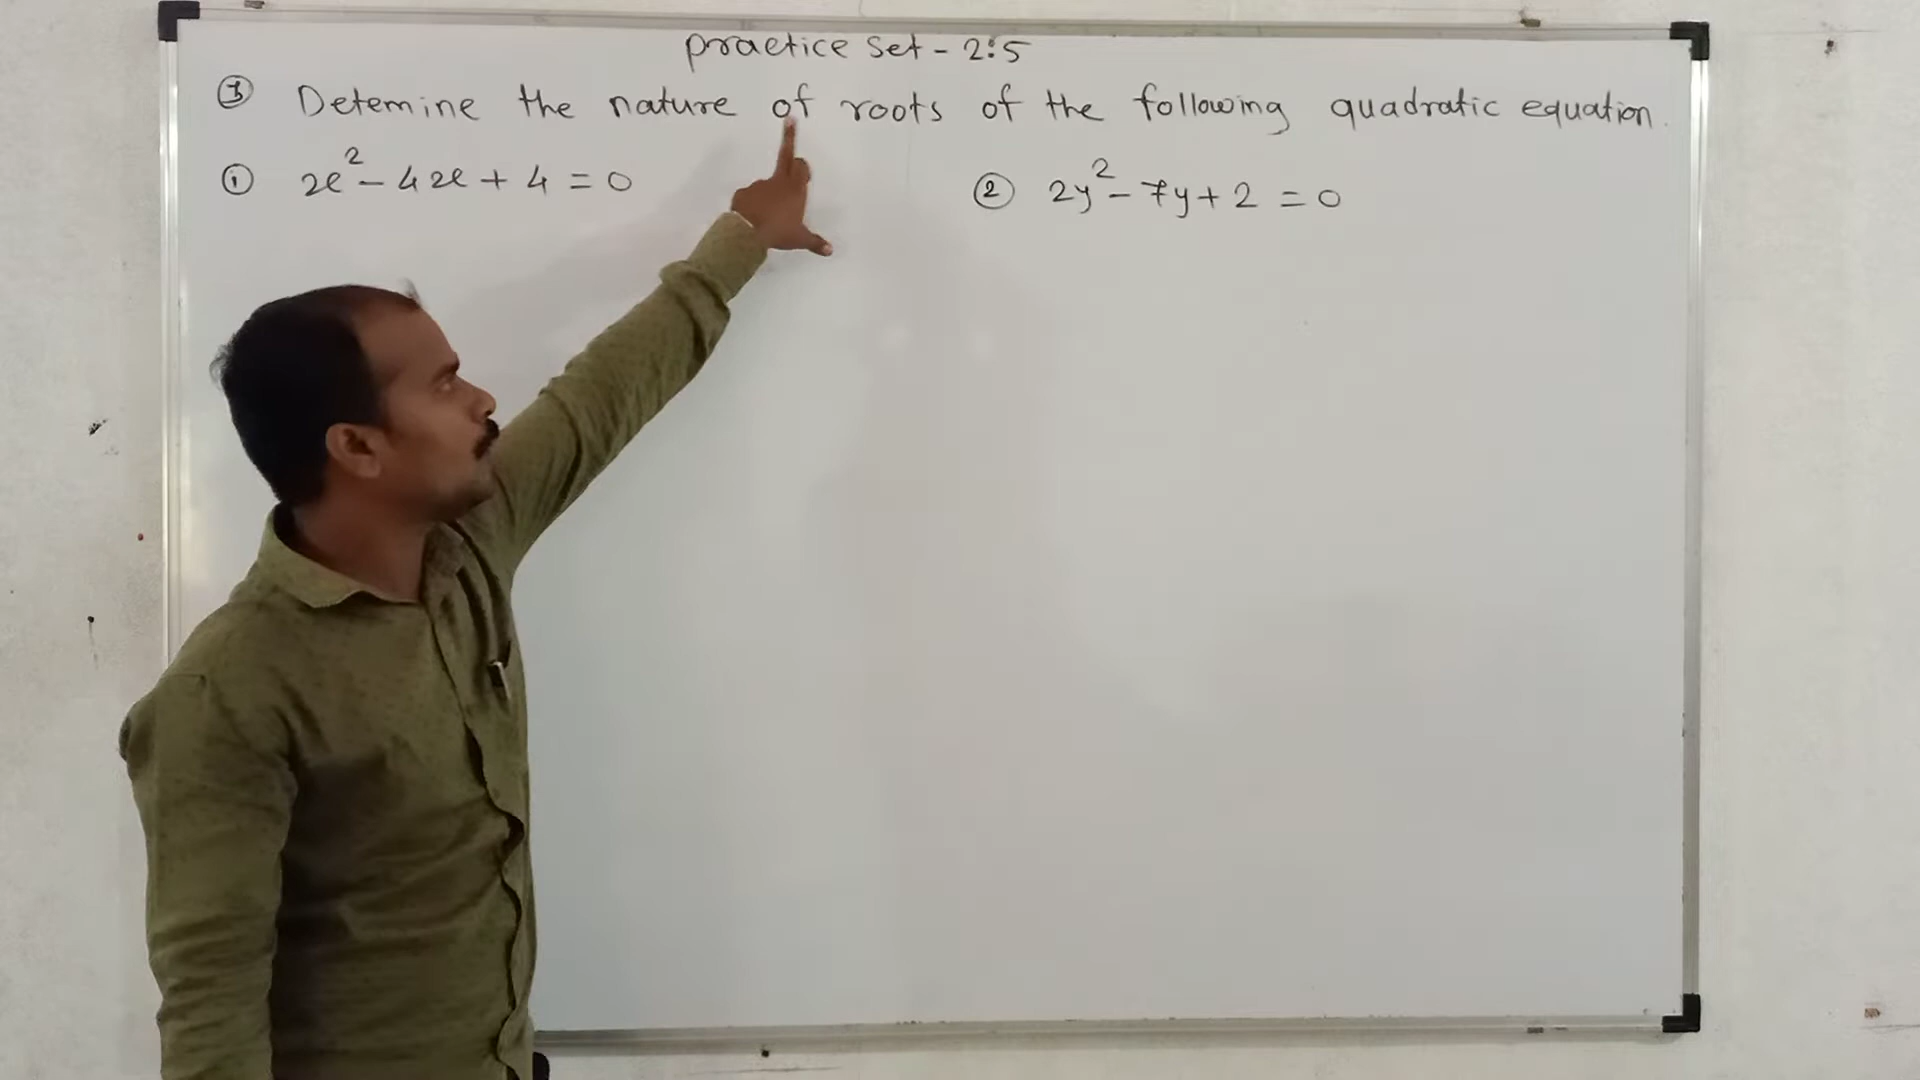 practice set - 2:5
③ Detemine the nature of roots of the following quadratic equation.
① x² - 4x + 4 = 0
② 2y² - 7y + 2 = 0